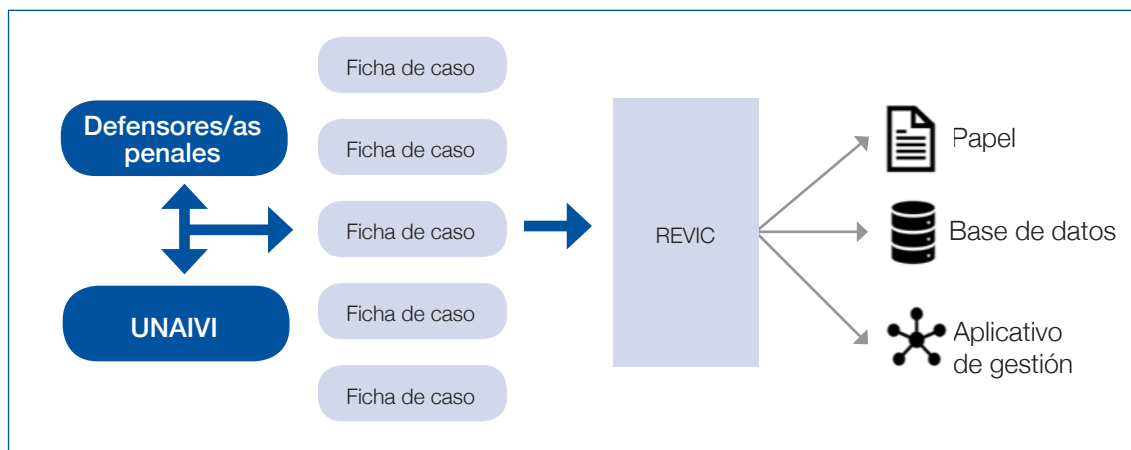 Defensores/as
penales
UNAIVI
Ficha de caso
Ficha de caso
Ficha de caso
Ficha de caso
Ficha de caso
REVIC
Papel
Base de datos
Aplicativo
de gestión